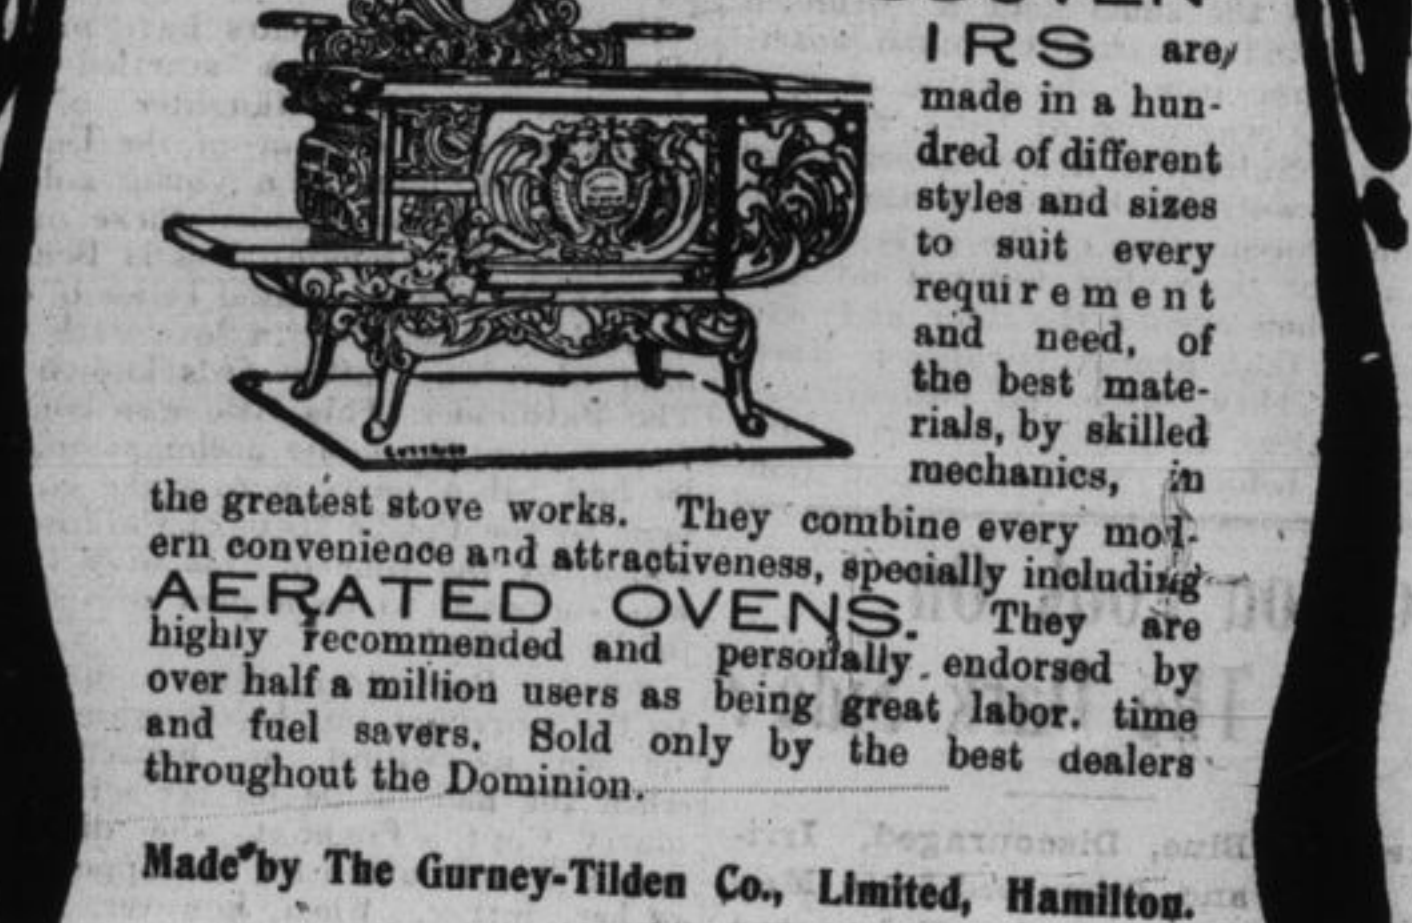 IRS are
made in a hun-
dred of different
styles and sizes
to suit every
requirement
and need, of
the best mate-
rials, by skilled
mechanics, in
the greatest stove works. They combine every mod-
ern convenience and attractiveness, specially including
AERATED OVENS. They are
highly recommended and personally endorsed by
over half a million users as being great labor. time
and fuel savers. Sold only by the best dealers
throughout the Dominion.
Made by The Gurney-Tilden Co., Limited, Hamilton.